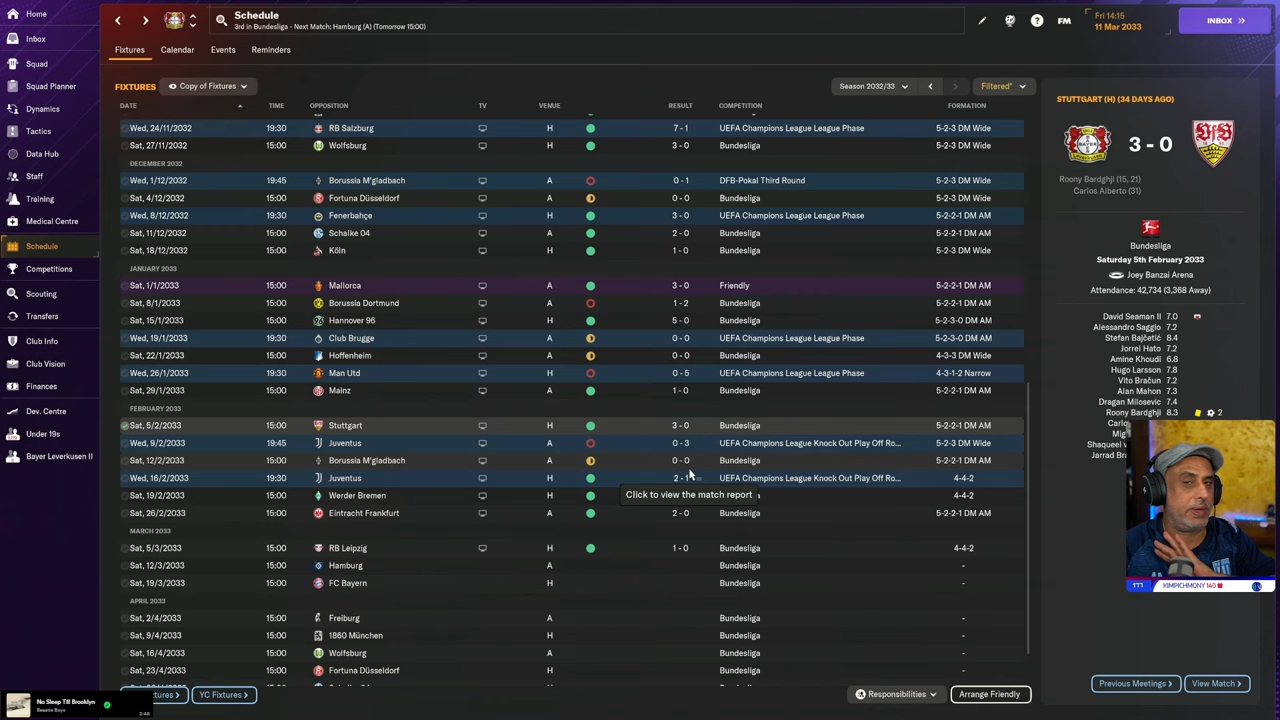 Home
Inbox
Squad
Squad Planner
Dynamics
Tactics
Data Hub
Staff
Training
Medical Centre
Schedule
Competitions
Scouting
Transfers
Club Info
Club Vision
Finances
Dev. Centre
Under 19s
Bayer Leverkusen II
Schedule
3rd in Bundesliga - Next Match: Hamburg (A) (Tomorrow 15:00)
FM
Fri 14:15
11 Mar 2033
INBOX
Fixtures Calendar Events Reminders
FIXTURES Copy of Fixtures Season 2032/33 Filtered*
DATE TIME OPPOSITION TV VENUE RESULT COMPETITION FORMATION
Wed, 24/11/2032 19:30 RB Salzburg H 7 - 1 UEFA Champions League League Phase 5-2-3 DM Wide
Sat, 27/11/2032 15:00 Wolfsburg H 3 - 0 Bundesliga 5-2-3 DM Wide
DECEMBER 2032
Wed, 1/12/2032 19:45 Borussia M'gladbach A 0 - 1 DFB-Pokal Third Round 5-2-3 DM Wide
Sat, 4/12/2032 15:00 Fortuna Düsseldorf A 0 - 0 Bundesliga 5-2-3 DM Wide
Wed, 8/12/2032 19:30 Fenerbahçe H 3 - 0 UEFA Champions League League Phase 5-2-2-1 DM AM
Sat, 11/12/2032 15:00 Schalke 04 A 2 - 0 Bundesliga 5-2-2-1 DM AM
Sat, 18/12/2032 15:00 Köln H 1 - 0 Bundesliga 5-2-3 DM Wide
JANUARY 2033
Sat, 1/1/2033 15:00 Mallorca A 3 - 0 Friendly 5-2-2-1 DM AM
Sat, 8/1/2033 15:00 Borussia Dortmund A 1 - 2 Bundesliga 5-2-2-1 DM AM
Sat, 15/1/2033 15:00 Hannover 96 H 5 - 0 Bundesliga 5-2-3-0 DM AM
Wed, 19/1/2033 19:30 Club Brugge A 0 - 0 UEFA Champions League League Phase 5-2-3-0 DM AM
Sat, 22/1/2033 15:00 Hoffenheim A 0 - 0 Bundesliga 4-3-3 DM Wide
Wed, 26/1/2033 19:30 Man Utd H 0 - 5 UEFA Champions League League Phase 4-3-1-2 Narrow
Sat, 29/1/2033 15:00 Mainz A 1 - 0 Bundesliga 5-2-2-1 DM AM
FEBRUARY 2033
Sat, 5/2/2033 15:00 Stuttgart H 3 - 0 Bundesliga 5-2-2-1 DM AM
Wed, 9/2/2033 19:45 Juventus A 0 - 3 UEFA Champions League Knock Out Play Off Ro... 5-2-3 DM Wide
Sat, 12/2/2033 15:00 Borussia M'gladbach A 0 - 0 Bundesliga 5-2-2-1 DM AM
Wed, 16/2/2033 19:30 Juventus H 2 - 1 UEFA Champions League Knock Out Play Off Ro... 4-4-2
Click to view the match report
Sat, 19/2/2033 15:00 Werder Bremen H 4-4-2
Sat, 26/2/2033 15:00 Eintracht Frankfurt A 2 - 0 Bundesliga 5-2-2-1 DM AM
MARCH 2033
Sat, 5/3/2033 15:00 RB Leipzig H 1 - 0 Bundesliga 4-4-2
Sat, 12/3/2033 15:00 Hamburg A Bundesliga -
Sat, 19/3/2033 15:00 FC Bayern H Bundesliga -
APRIL 2033
Sat, 2/4/2033 15:00 Freiburg A Bundesliga -
Sat, 9/4/2033 15:00 1860 München H Bundesliga -
Sat, 16/4/2033 15:00 Wolfsburg A Bundesliga -
Sat, 23/4/2033 15:00 Fortuna Düsseldorf H Bundesliga -
YC Fixtures Responsibilities Arrange Friendly
STUTTGART (H) (34 DAYS AGO)
3 - 0
Roony Bardghji (15, 21)
Carlos Alberto (31)
Bundesliga
Saturday 5th February 2033
Joey Banzai Arena
Attendance: 42,734 (3,368 Away)
David Seaman II 7.0
Alessandro Saggio 7.2
Stefan Bajčetić 8.4
Jorrel Hato 7.2
Amine Khoudi 6.8
Hugo Larsson 7.8
Vito Bračun 7.2
Alan Mahon 7.3
Dragan Milosevic 7.4
Roony Bardghji 8.3 2
KIMPICHMONY 140
Previous Meetings View Match
No Sleep Till Brooklyn
Beastie Boys
2:46